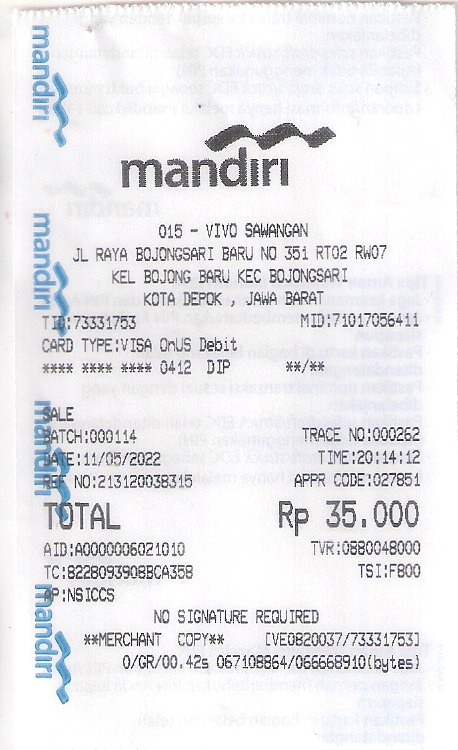 mandiri
015 - VIVO SAWANGAN
JL RAYA BOJONGSARI BARU NO 351 RT02 RW07
KEL BOJONG BARU KEC BOJONGSARI
KOTA DEPOK , JAWA BARAT
TID:73331753 MID:71017056411
CARD TYPE:VISA OnUS Debit
**** **** **** 0412 DIP **/**
SALE
BATCH:000114 TRACE NO:000262
DATE:11/05/2022 TIME:20:14:12
REF NO:213120038315 APPR CODE:027851
TOTAL Rp 35.000
AID:A0000006021010 TVR:0880048000
TC:8228093908BCA358 TSI:F800
AP:NSICCS
NO SIGNATURE REQUIRED
**MERCHANT COPY** [VE0820037/73331753]
0/GR/00.42s 067108864/066668910(bytes)
mandiri
mandiri
mandiri
mandiri